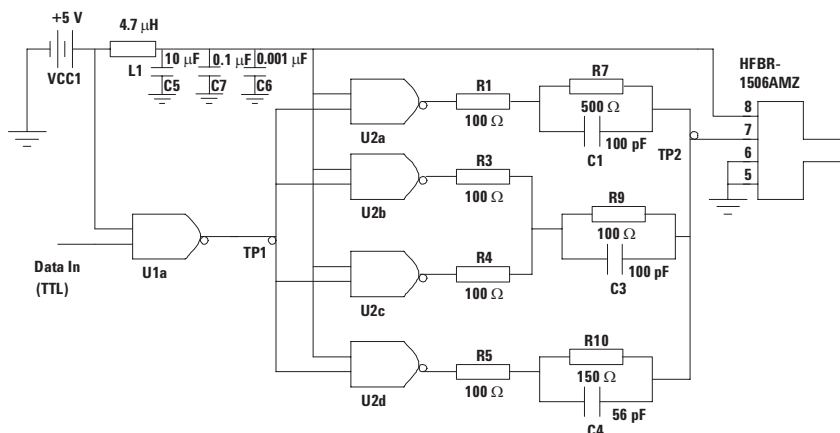 +5 V
4.7 µH
VCC1
L1
10 µF
0.1 µF
0.001 µF
C5
C7
C6
HFBR-
1506AMZ
R1
R7
8
100 Ω
500 Ω
7
U2a
100 pF
C1
TP2
6
5
R3
U2b
100 Ω
R9
100 Ω
U1a
TP1
R4
100 pF
C3
Data In
(TTL)
U2c
100 Ω
R5
R10
U2d
100 Ω
150 Ω
56 pF
C4